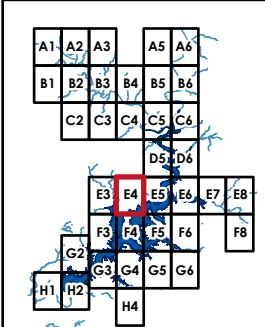 A1 A2 A3 A5 A6
B1 B2 B3 B4 B5 B6
C2 C3 C4 C5 C6
D5 D6
E3 E4 E5 E6 E7 E8
F3 F4 F5 F6 F8
G2
G3 G4 G5 G6
H1 H2
H4